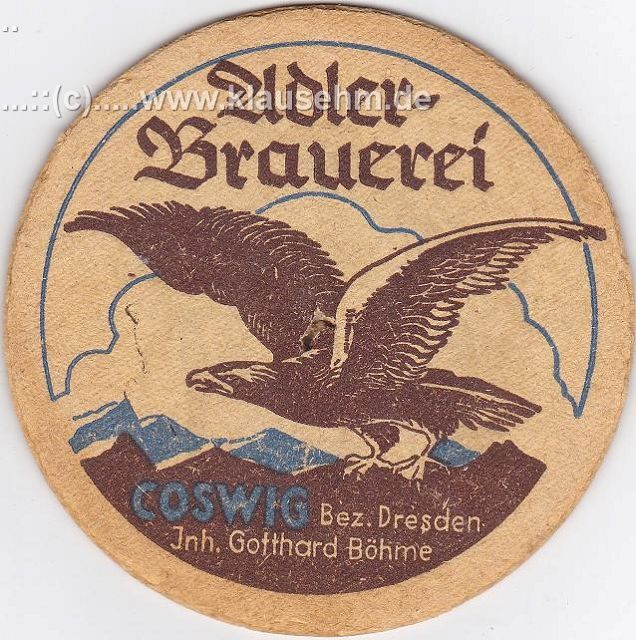 ..
....::(c).....www.klausehm.de
Adler-
Brauerei
COSWIG Bez. Dresden
Jnh. Gotthard Böhme